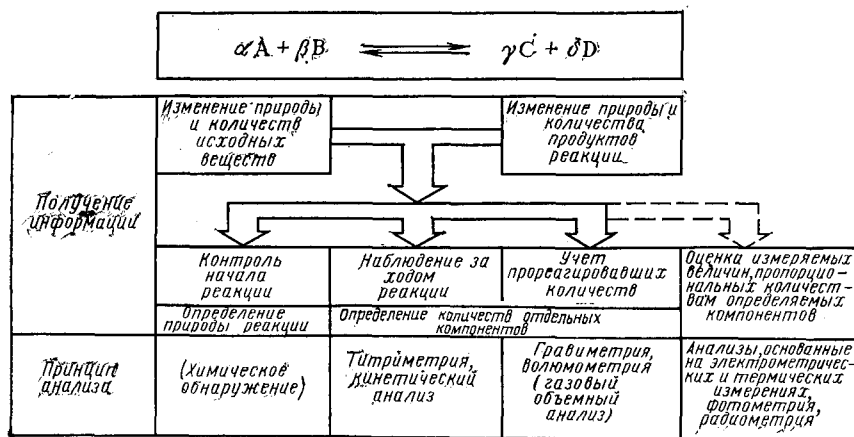 αA + βB ⇌ γC + δD
Изменение природы
и количеств
исходных
веществ
Изменение природы и
количества
продуктов
реакции
Получение
информации
Контроль
начала
реакции
Наблюдение за
ходом
реакции
Учет
прореагировавших
количеств
Оценка измеряемых
величин, пропорцио-
нальных количест-
вам определяемых
компонентов
Определение
природы реакции
Определение количеств отдельных
компонентов
Принцип
анализа
(Химическое
обнаружение)
Титриметрия,
кинетический
анализ
Гравиметрия,
волюмометрия
(газовый
объемный
анализ)
Анализы, основанные
на электрометричес-
ких и термических
измерениях,
фотометрия,
радиометрия